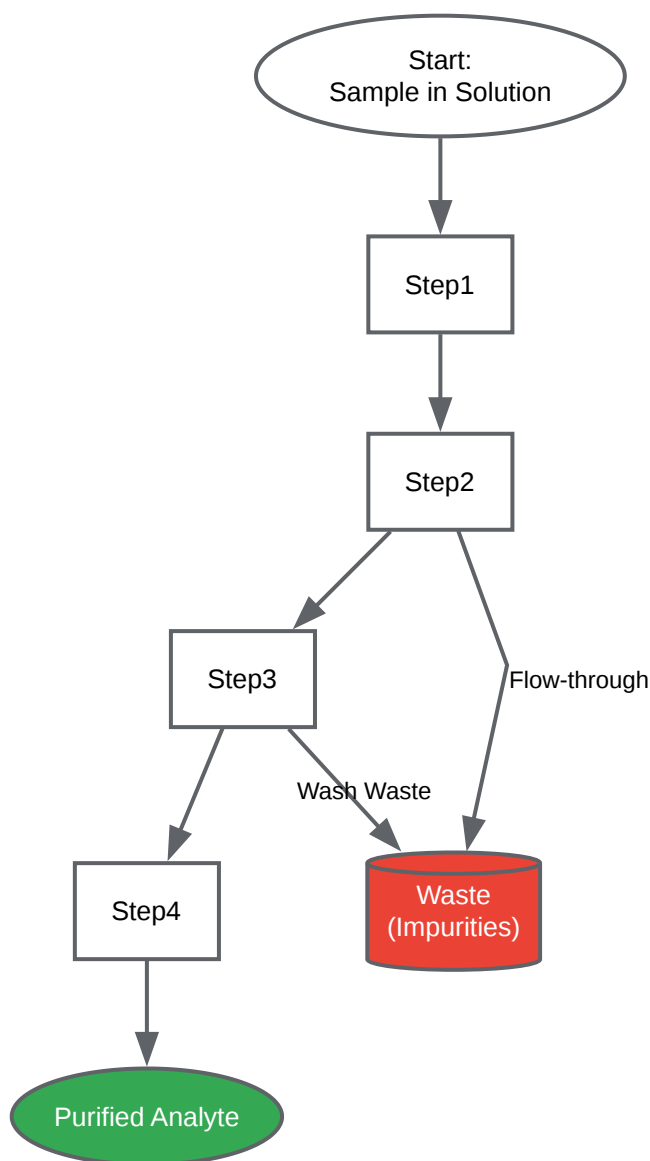 Start:
Sample in Solution
Step1
Step2
Step3
Flow-through
Wash Waste
Step4
Waste
(Impurities)
Purified Analyte